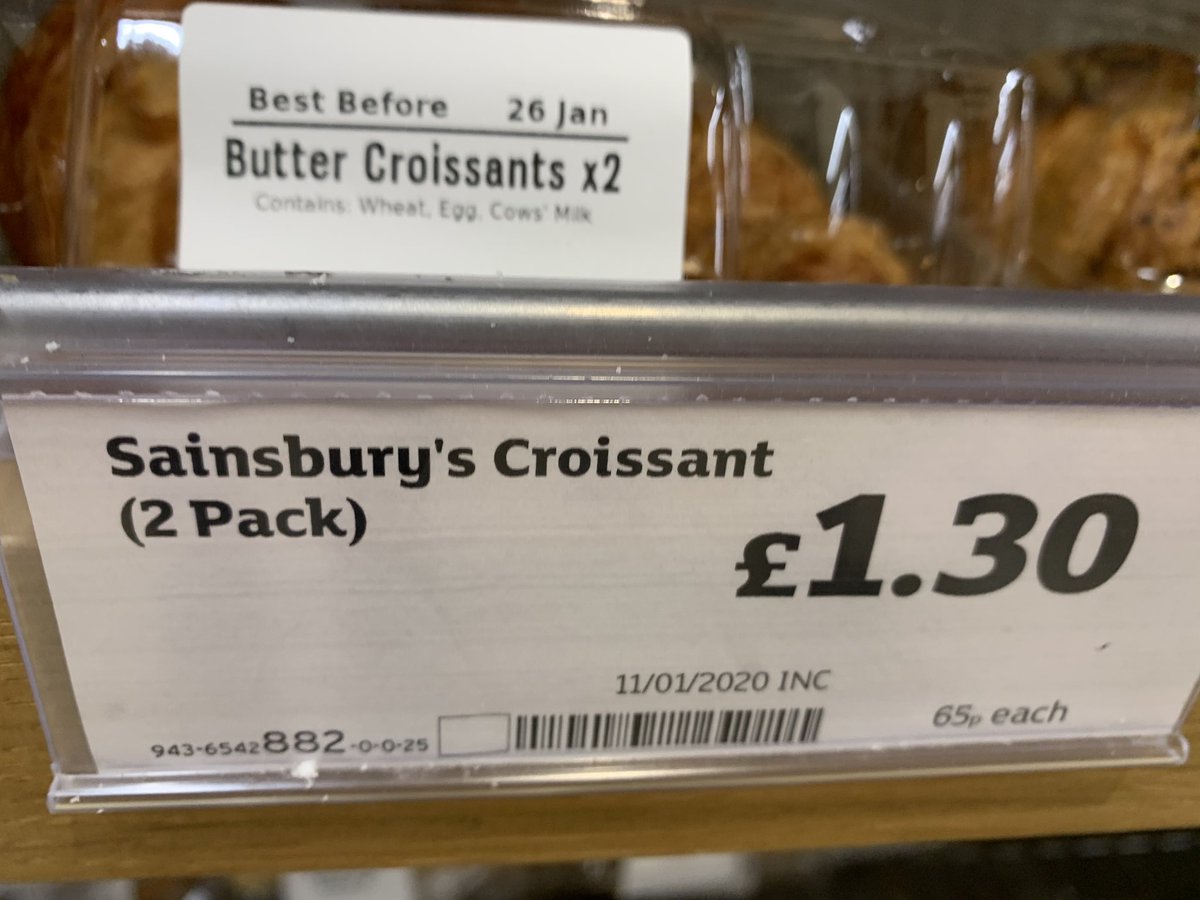 Best Before 26 Jan
Butter Croissants x2
Contains: Wheat, Egg, Cows' Milk
Sainsbury's Croissant
(2 Pack)
£1.30
11/01/2020 INC
65p each
943-6542882-0-0-25